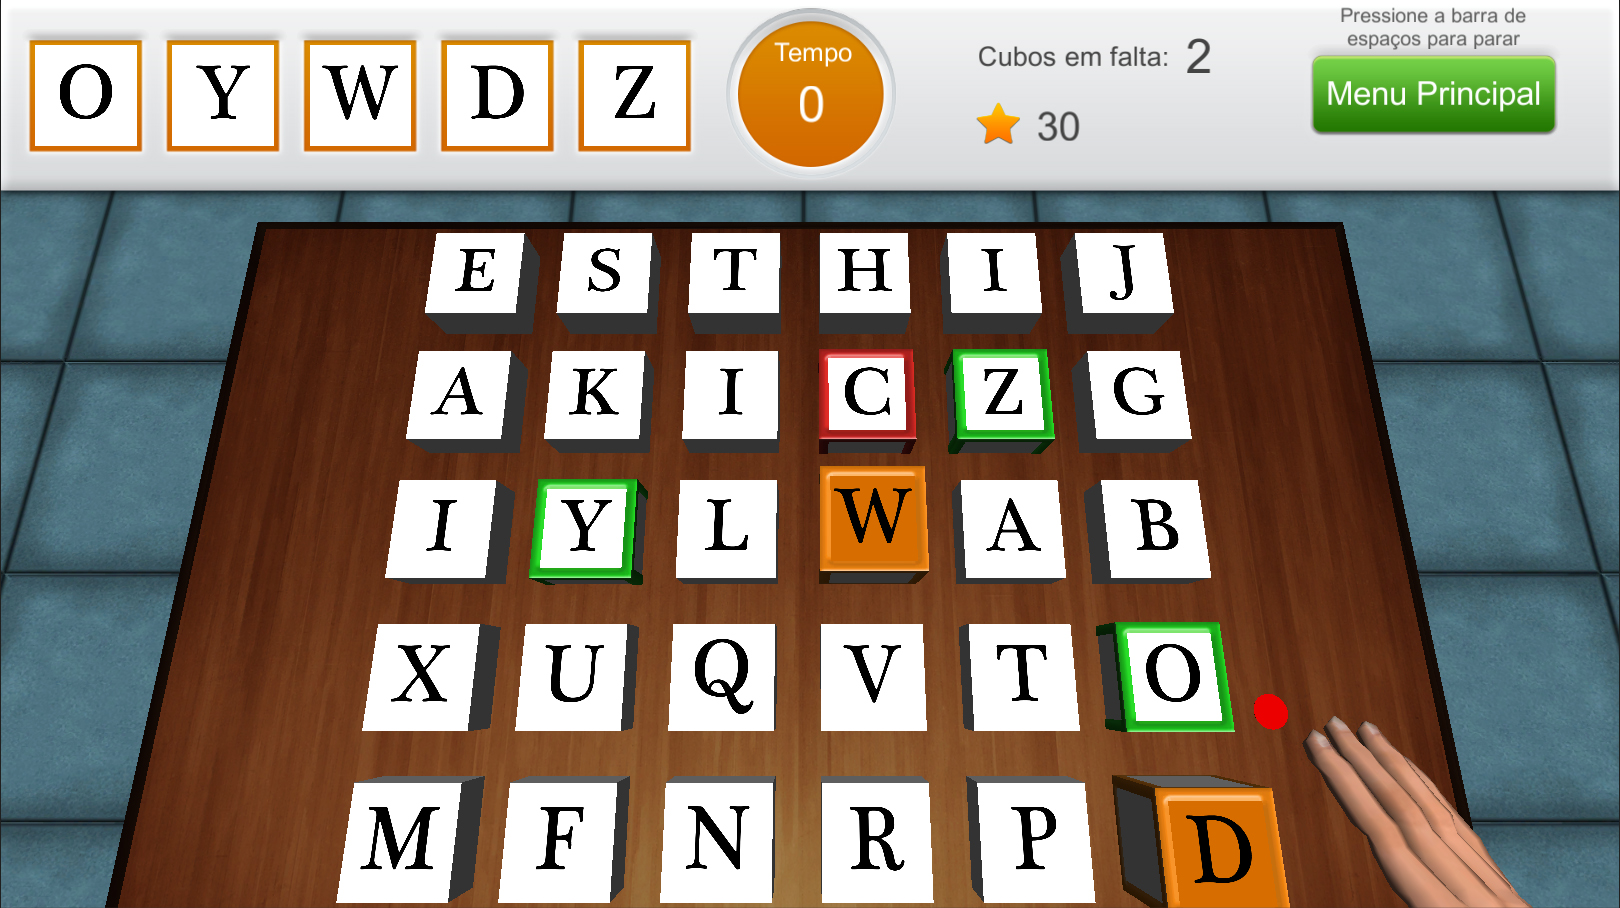 O Y W D Z
Tempo
0
Cubos em falta: 2
30
Pressione a barra de
espaços para parar
Menu Principal
E S T H I J
A K I C Z G
I Y L W A B
X U Q V T O
M F N R P D